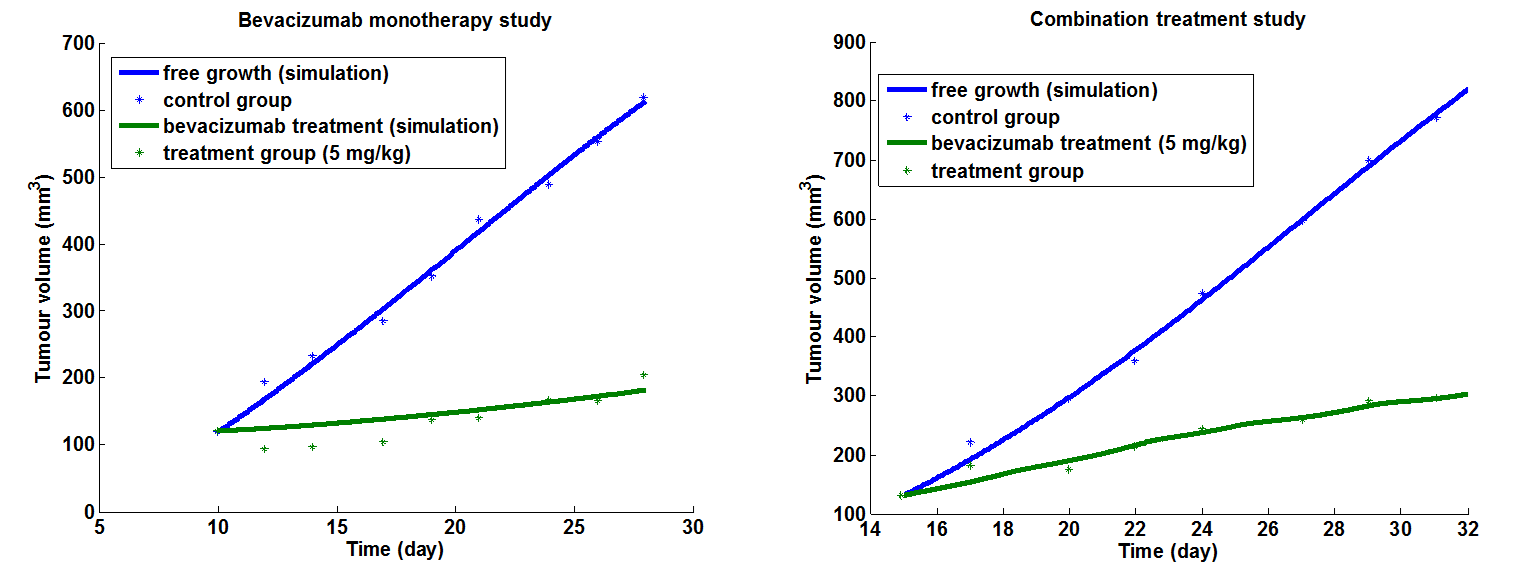 Bevacizumab monotherapy study
700
600
500
400
300
200
100
0
Tumour volume (mm3)
free growth (simulation)
control group
bevacizumab treatment (simulation)
treatment group (5 mg/kg)
5 10 15 20 25 30
Time (day)
Combination treatment study
900
800
700
600
500
400
300
200
100
Tumour volume (mm3)
free growth (simulation)
control group
bevacizumab treatment (5 mg/kg)
treatment group
14 16 18 20 22 24 26 28 30 32
Time (day)